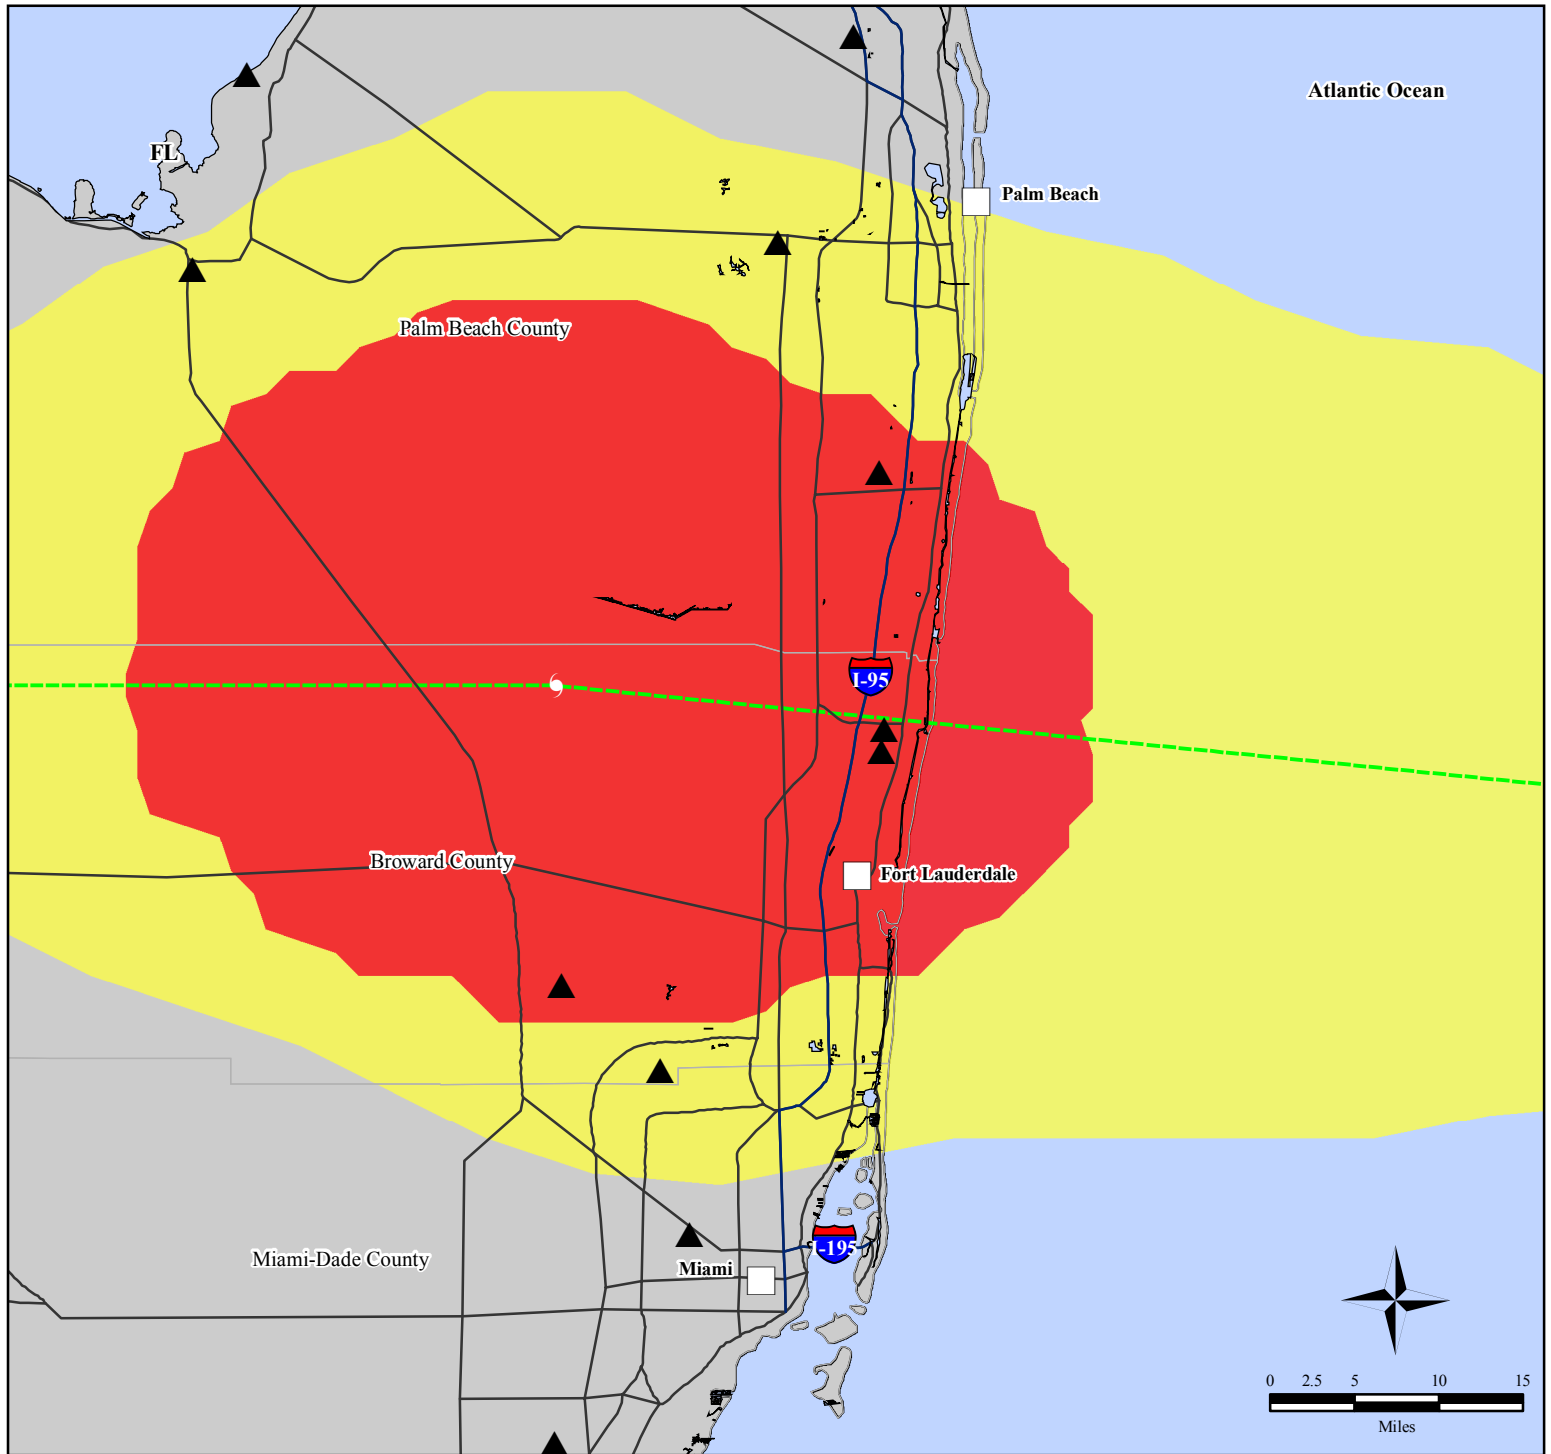 Atlantic Ocean
FL
Palm Beach
Palm Beach County
I-95
Broward County
Fort Lauderdale
I-195
Miami-Dade County
Miami
0 2.5 5 10 15
Miles